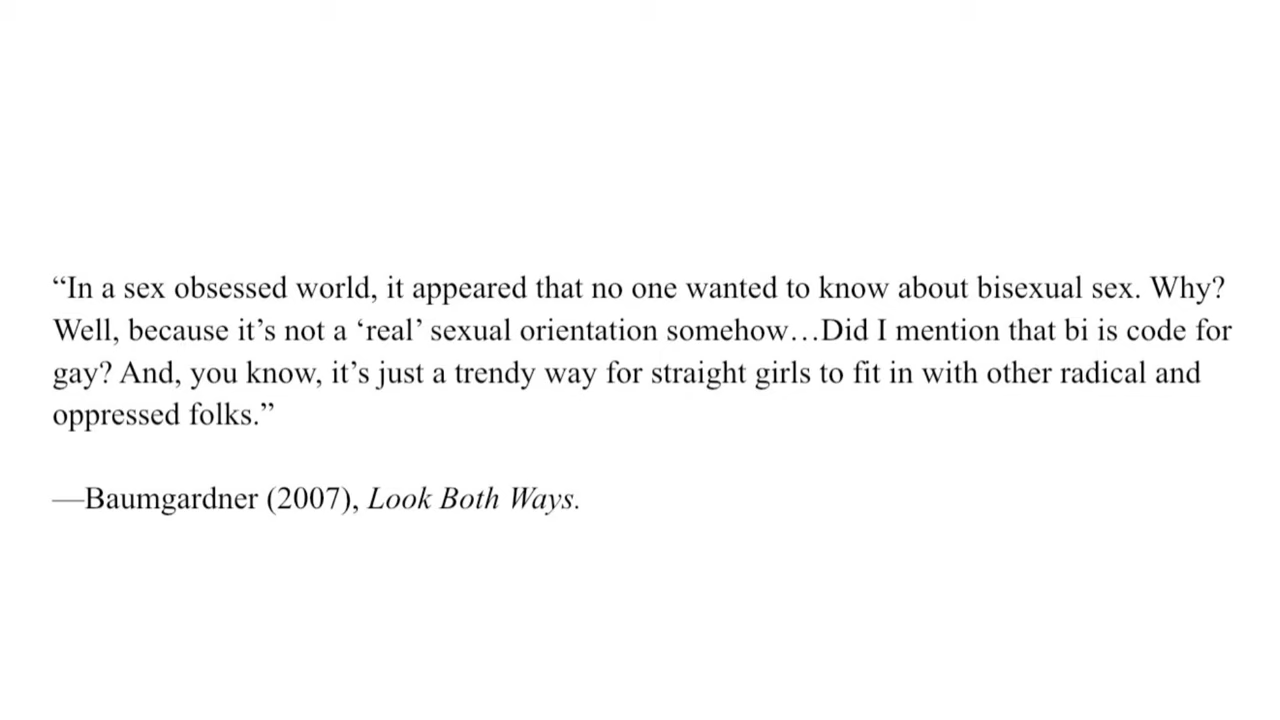 “In a sex obsessed world, it appeared that no one wanted to know about bisexual sex. Why?
Well, because it’s not a ‘real’ sexual orientation somehow…Did I mention that bi is code for
gay? And, you know, it’s just a trendy way for straight girls to fit in with other radical and
oppressed folks.”
—Baumgardner (2007), Look Both Ways.